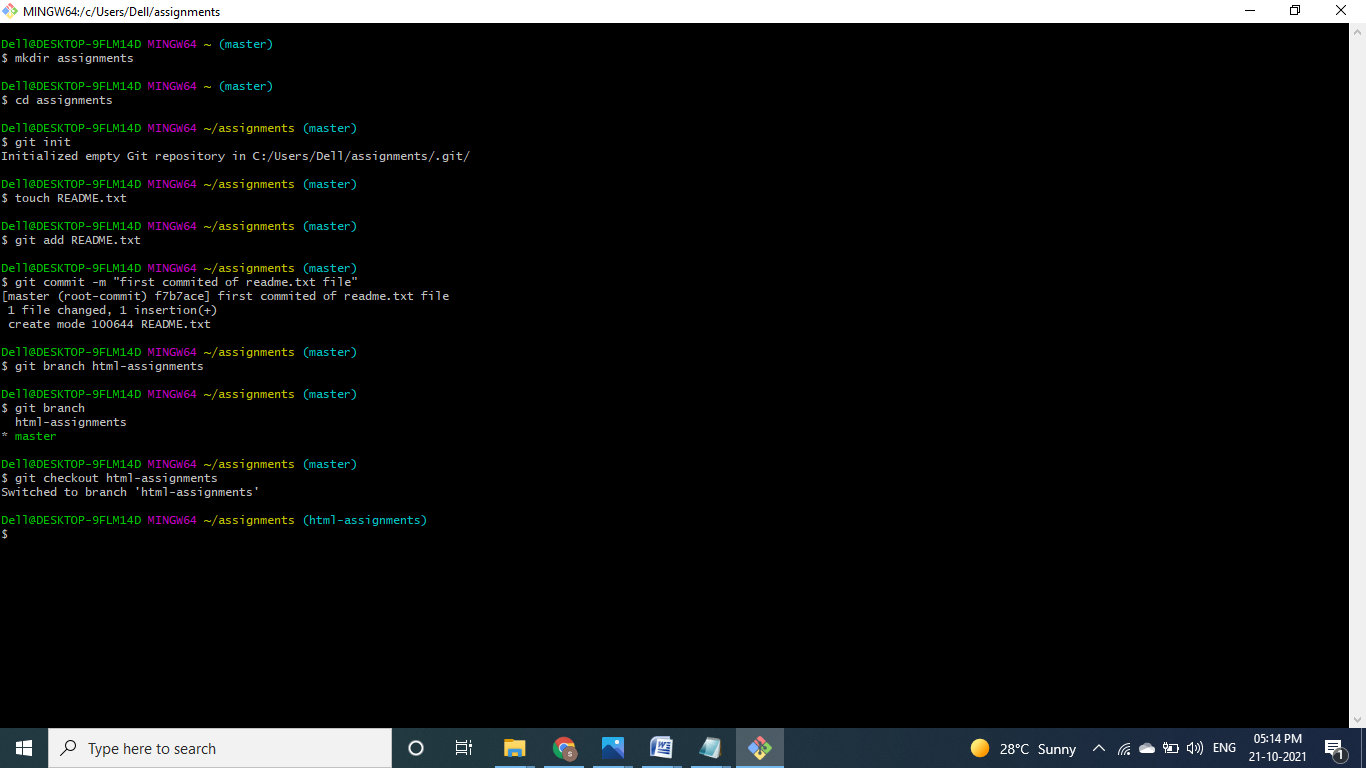 MINGW64:/c/Users/Dell/assignments
Dell@DESKTOP-9FLM14D MINGW64 ~ (master)
$ mkdir assignments
Dell@DESKTOP-9FLM14D MINGW64 ~ (master)
$ cd assignments
Dell@DESKTOP-9FLM14D MINGW64 ~/assignments (master)
$ git init
Initialized empty Git repository in C:/Users/Dell/assignments/.git/
Dell@DESKTOP-9FLM14D MINGW64 ~/assignments (master)
$ touch README.txt
Dell@DESKTOP-9FLM14D MINGW64 ~/assignments (master)
$ git add README.txt
Dell@DESKTOP-9FLM14D MINGW64 ~/assignments (master)
$ git commit -m "first commited of readme.txt file"
[master (root-commit) f7b7ace] first commited of readme.txt file
 1 file changed, 1 insertion(+)
 create mode 100644 README.txt
Dell@DESKTOP-9FLM14D MINGW64 ~/assignments (master)
$ git branch html-assignments
Dell@DESKTOP-9FLM14D MINGW64 ~/assignments (master)
$ git branch
  html-assignments
* master
Dell@DESKTOP-9FLM14D MINGW64 ~/assignments (master)
$ git checkout html-assignments
Switched to branch 'html-assignments'
Dell@DESKTOP-9FLM14D MINGW64 ~/assignments (html-assignments)
$
Type here to search
28°C Sunny
ENG
05:14 PM
21-10-2021
1